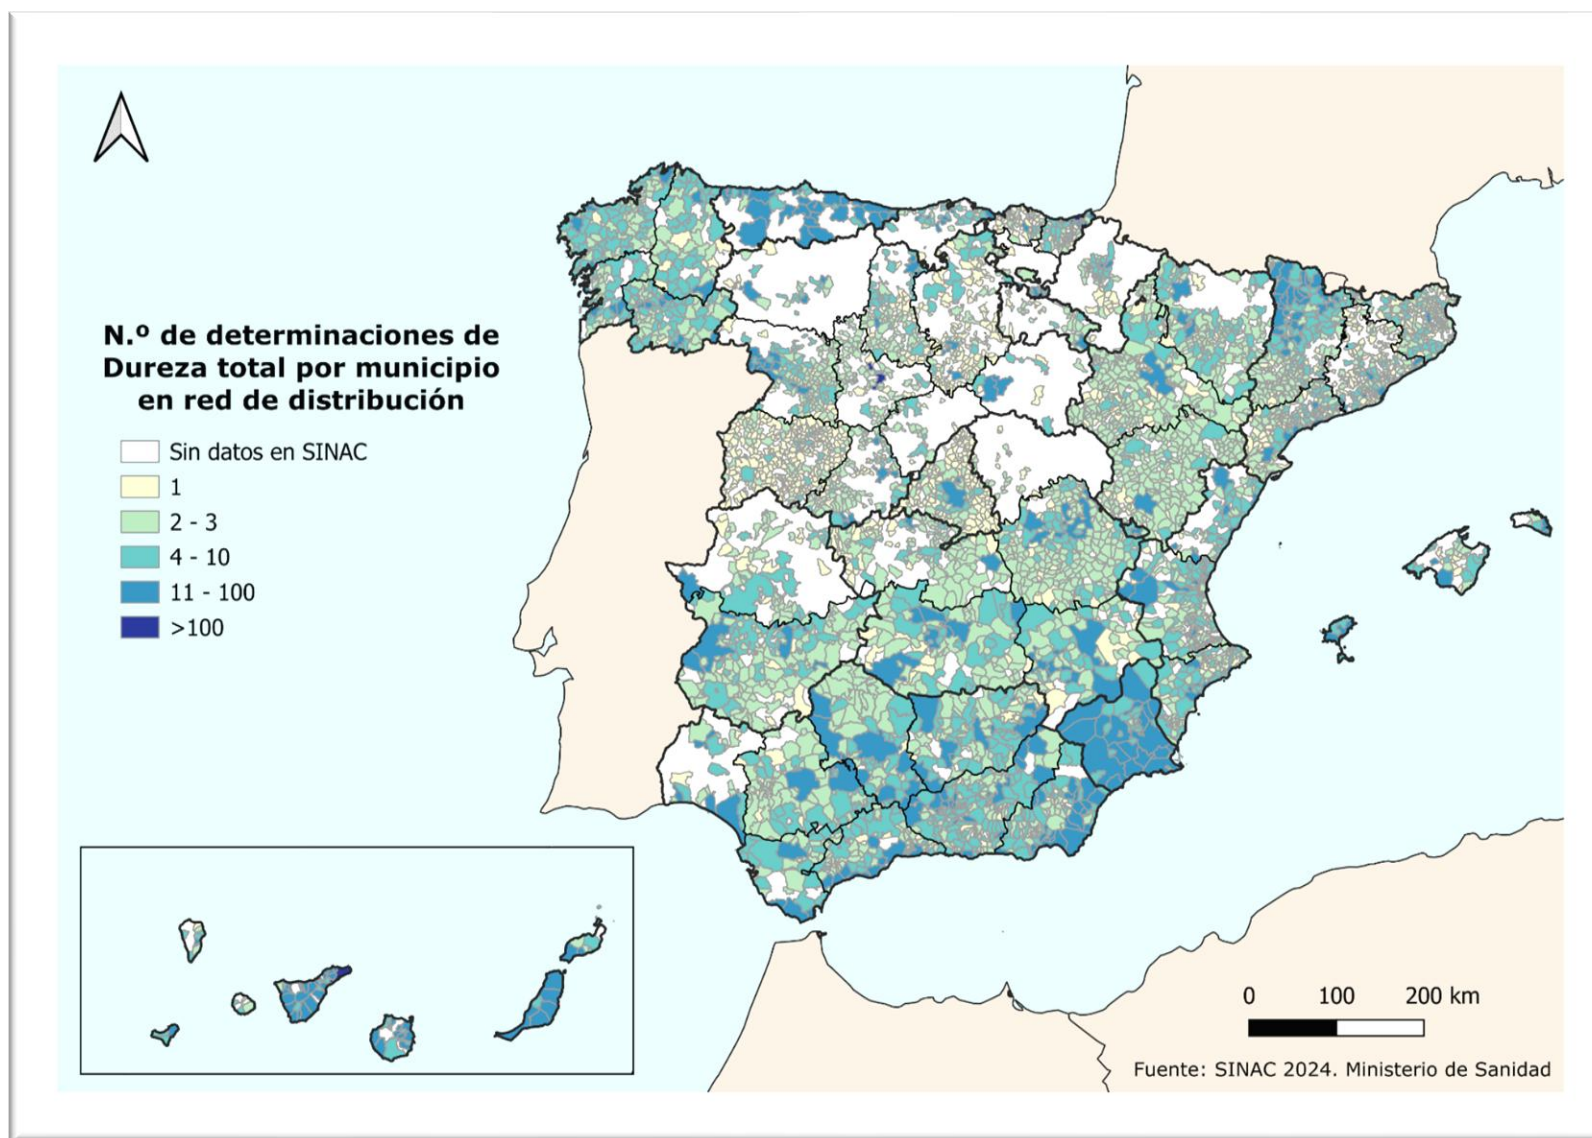 N.º de determinaciones de
Dureza total por municipio
en red de distribución
Sin datos en SINAC
1
2 - 3
4 - 10
11 - 100
>100
0 100 200 km
Fuente: SINAC 2024. Ministerio de Sanidad